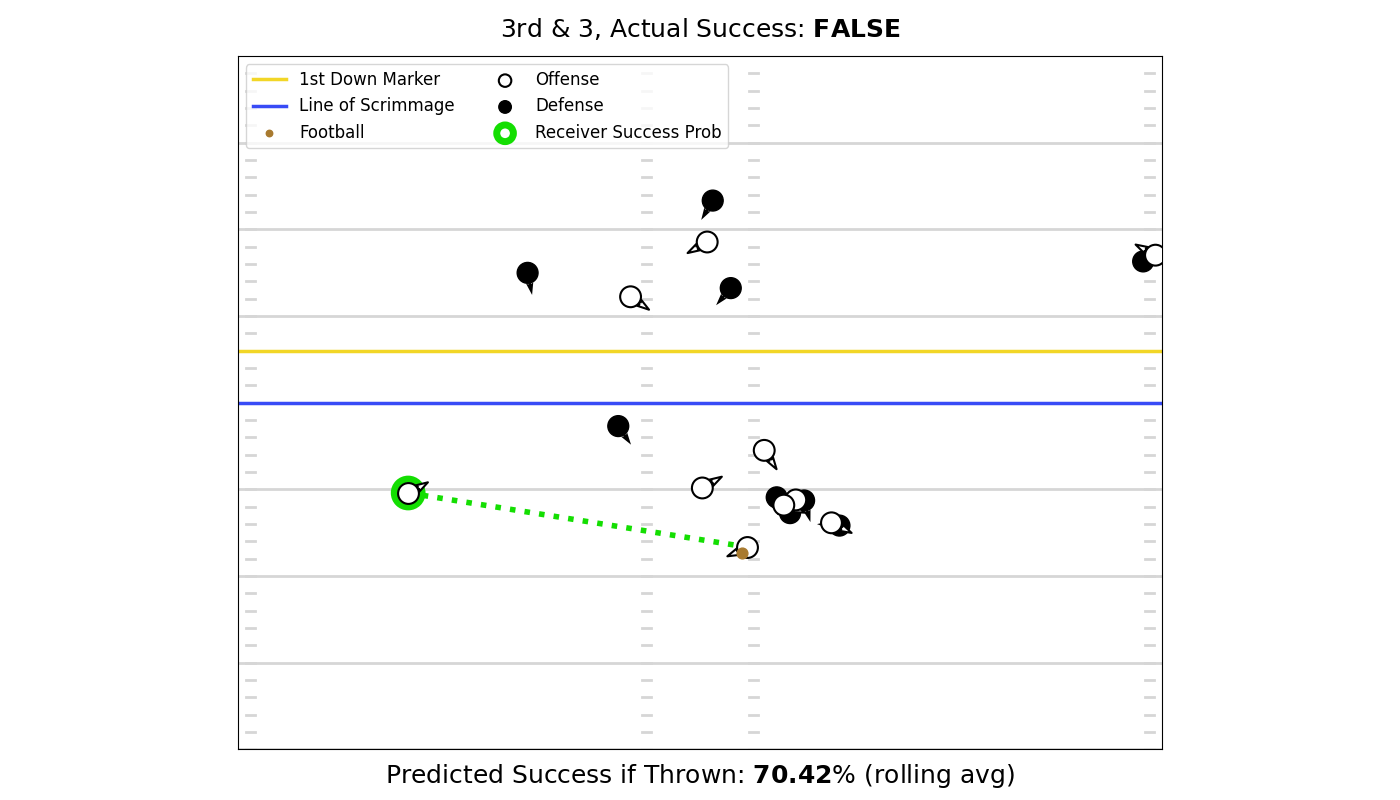 3rd & 3, Actual Success: FALSE
1st Down Marker
Line of Scrimmage
Football
Offense
Defense
Receiver Success Prob
Predicted Success if Thrown: 70.42% (rolling avg)